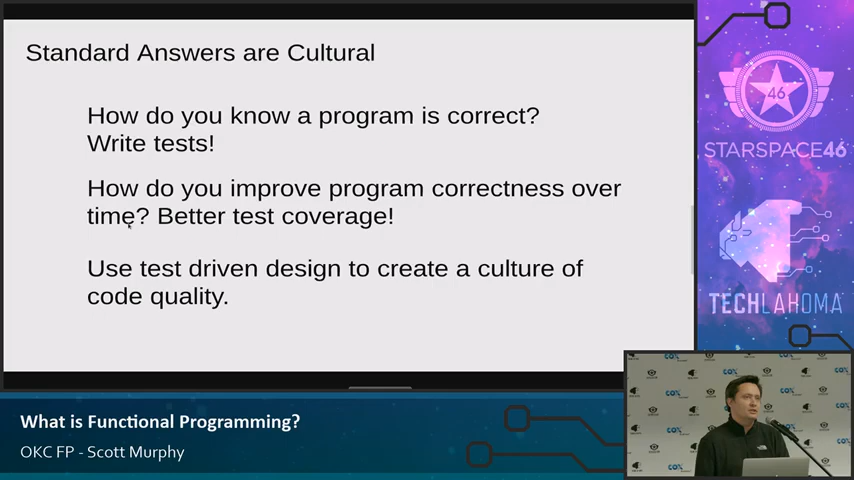 Standard Answers are Cultural
How do you know a program is correct?
Write tests!
How do you improve program correctness over
time? Better test coverage!
Use test driven design to create a culture of
code quality.
46
STARSPACE46
TECHLAHOMA
What is Functional Programming?
OKC FP - Scott Murphy
COX